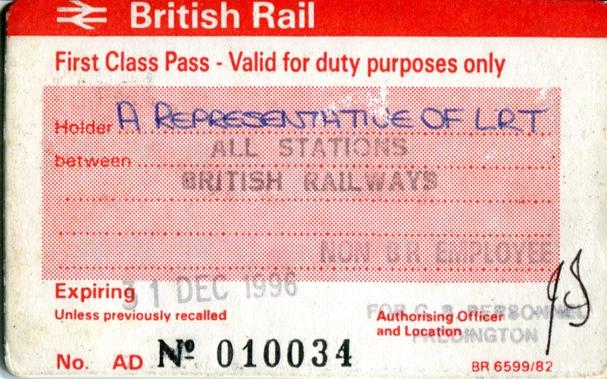 British Rail
First Class Pass - Valid for duty purposes only
Holder A REPRESENTATIVE OF LRT
between ALL STATIONS
BRITISH RAILWAYS
NON BR EMPLOYEE
Expiring 31 DEC 1996
Unless previously recalled
FOR G. S. PERSONNEL
Authorising Officer
and Location
No. AD Nº 010034
BR 6599/82